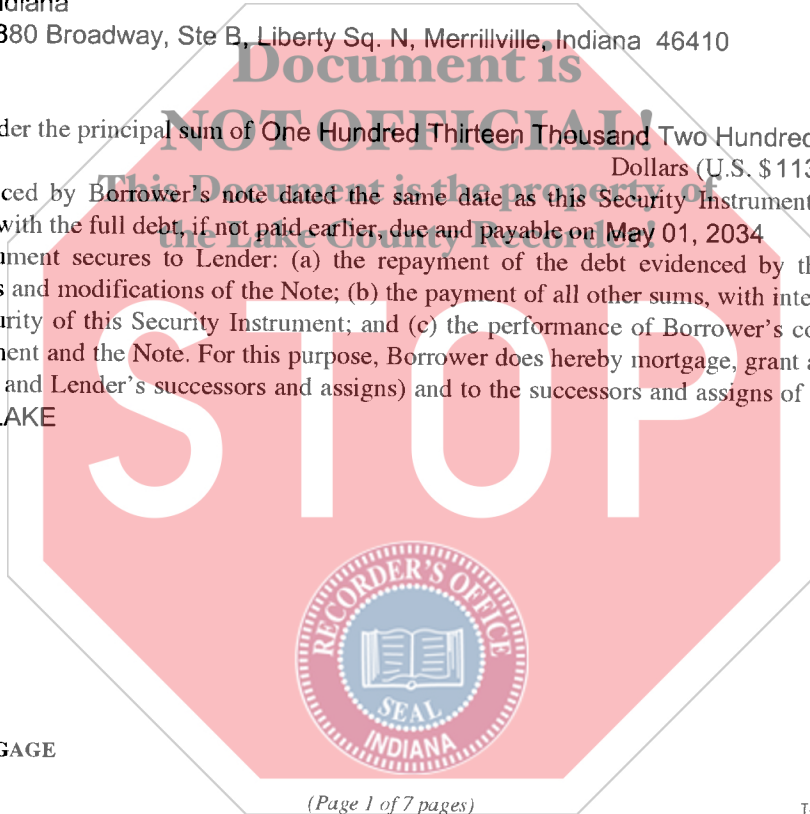 ndiana
380 Broadway, Ste B, Liberty Sq. N, Merrillville, Indiana 46410
Document is
NOT OFFICIAL!
der the principal sum of One Hundred Thirteen Thousand Two Hundred
Dollars (U.S. $113
This Document is the property of
ced by Borrower's note dated the same date as this Security Instrument
with the full debt, if not paid earlier, due and payable on May 01, 2034
the Lake County Recorder!
ument secures to Lender: (a) the repayment of the debt evidenced by th
s and modifications of the Note; (b) the payment of all other sums, with inte
urity of this Security Instrument; and (c) the performance of Borrower's co
nent and the Note. For this purpose, Borrower does hereby mortgage, grant a
and Lender's successors and assigns) and to the successors and assigns of
LAKE
STOP
RECORDER'S OFFICE
SEAL
INDIANA
GAGE
(Page 1 of 7 pages)